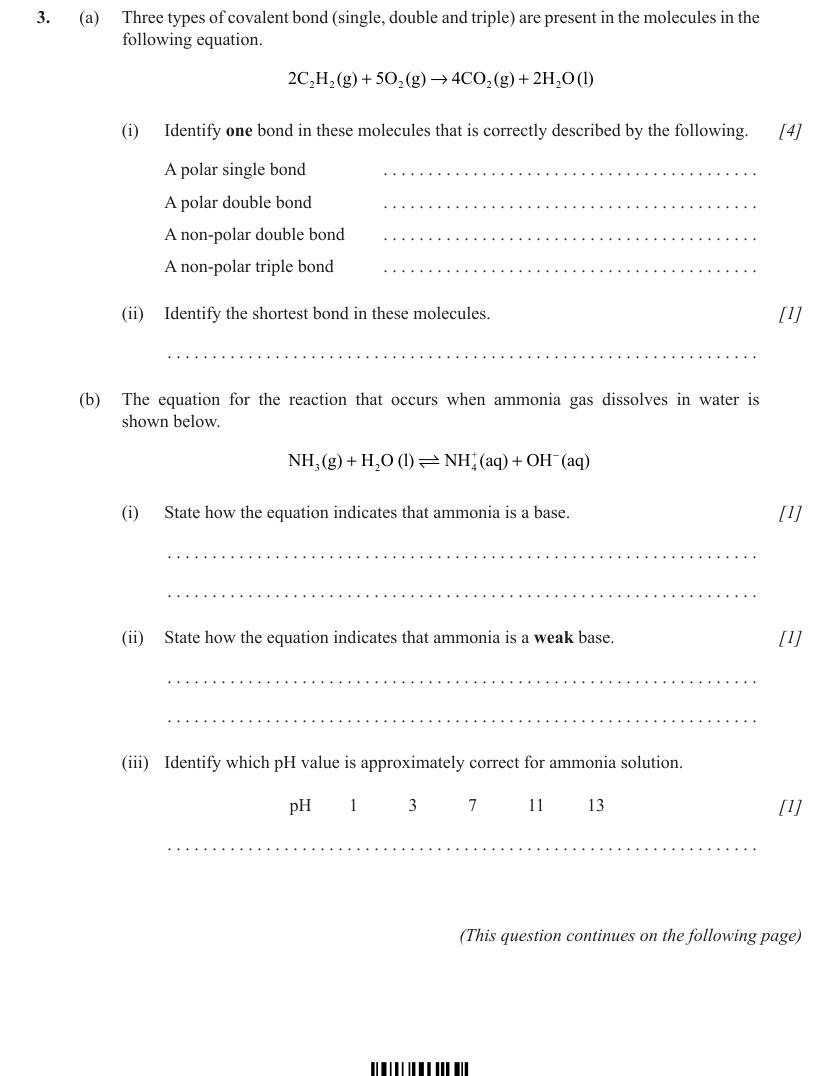 3. (a) Three types of covalent bond (single, double and triple) are present in the molecules in the
following equation.
2C₂H₂(g) + 5O₂(g) → 4CO₂(g) + 2H₂O(l)
(i) Identify one bond in these molecules that is correctly described by the following. [4]
A polar single bond ..........................................
A polar double bond ..........................................
A non-polar double bond ..........................................
A non-polar triple bond ..........................................
(ii) Identify the shortest bond in these molecules. [1]
..................................................................
(b) The equation for the reaction that occurs when ammonia gas dissolves in water is
shown below.
NH₃(g) + H₂O (l) ⇌ NH₄⁺(aq) + OH⁻(aq)
(i) State how the equation indicates that ammonia is a base. [1]
..................................................................
..................................................................
(ii) State how the equation indicates that ammonia is a weak base. [1]
..................................................................
..................................................................
(iii) Identify which pH value is approximately correct for ammonia solution.
pH 1 3 7 11 13 [1]
..................................................................
(This question continues on the following page)